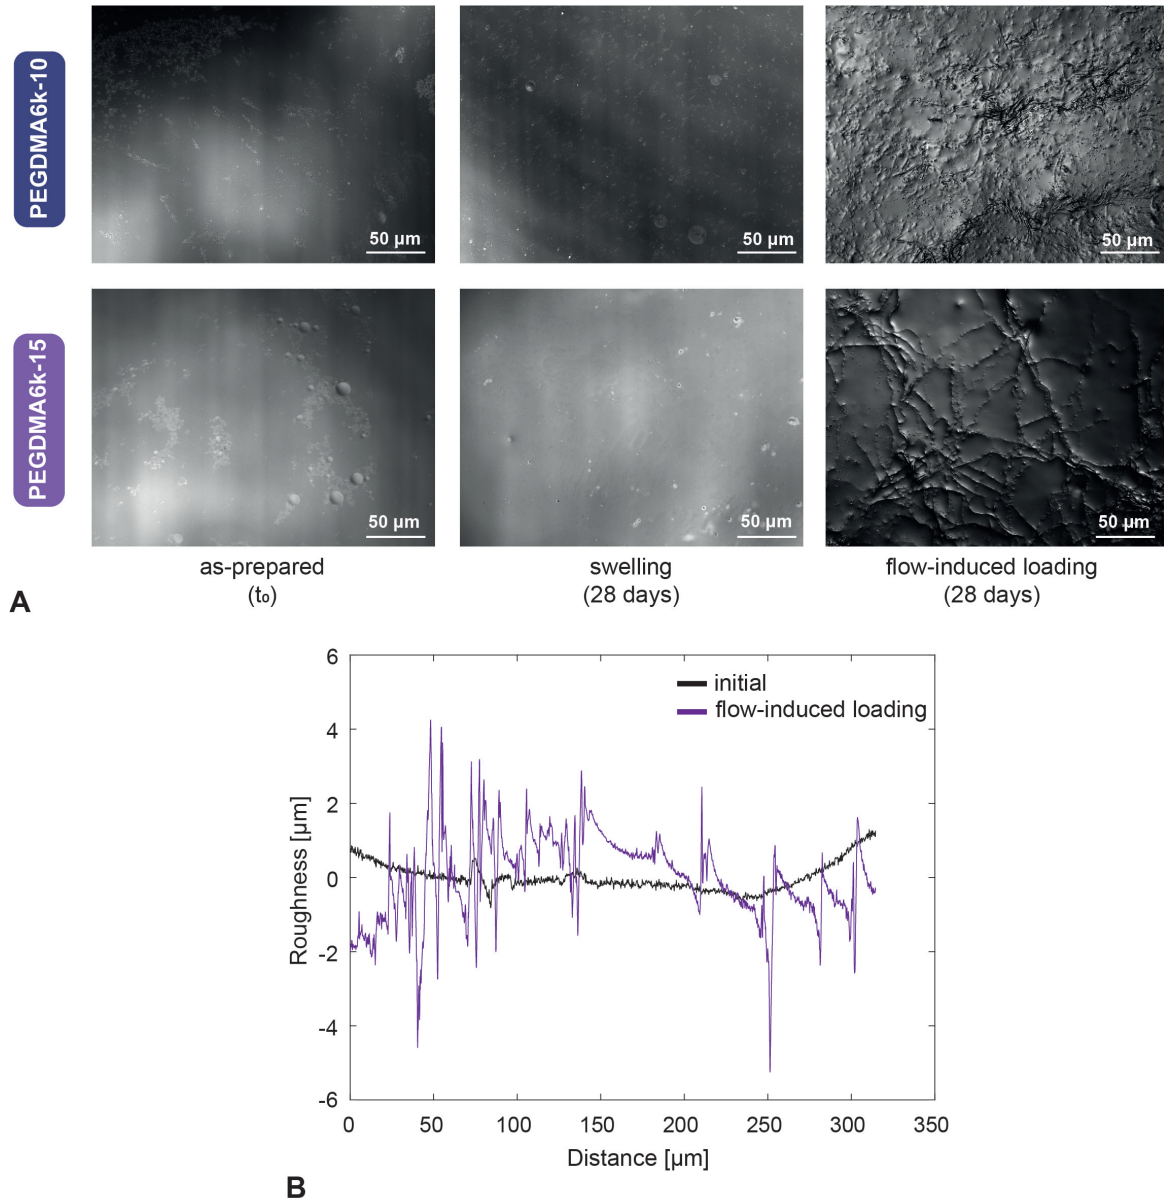 PEGDMA6k-10
50 µm
50 µm
50 µm
PEGDMA6k-15
50 µm
50 µm
50 µm
as-prepared
(t₀)
swelling
(28 days)
flow-induced loading
(28 days)
A
6
4
2
0
-2
-4
-6
Roughness [µm]
initial
flow-induced loading
0
50
100
150
200
250
300
350
Distance [µm]
B